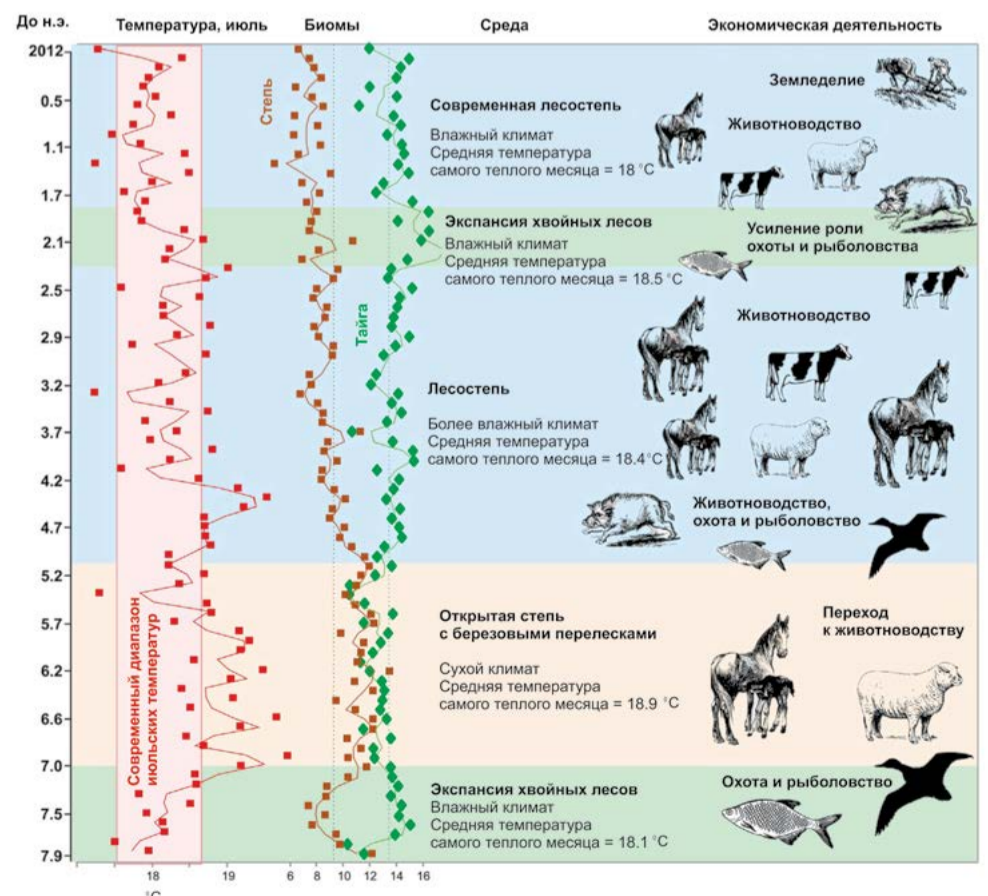 До н.э.
Температура, июль
Биомы
Среда
Экономическая деятельность
2012
0.5
1.1
1.7
2.1
2.5
2.9
3.2
3.7
4.2
4.7
5.2
5.7
6.2
6.6
7.0
7.5
7.9
Современный диапазон
июльских температур
Степь
Тайга
Современная лесостепь
Влажный климат
Средняя температура
самого теплого месяца = 18 °C
Земледелие
Животноводство
Экспансия хвойных лесов
Влажный климат
Средняя температура
самого теплого месяца = 18.5 °C
Усиление роли
охоты и рыболовства
Лесостепь
Более влажный климат
Средняя температура
самого теплого месяца = 18.4°C
Животноводство
Животноводство,
охота и рыболовство
Открытая степь
с березовыми перелесками
Сухой климат
Средняя температура
самого теплого месяца = 18.9 °C
Переход
к животноводству
Экспансия хвойных лесов
Влажный климат
Средняя температура
самого теплого месяца = 18.1 °C
Охота и рыболовство
18 19 6 8 10 12 14 16
°C